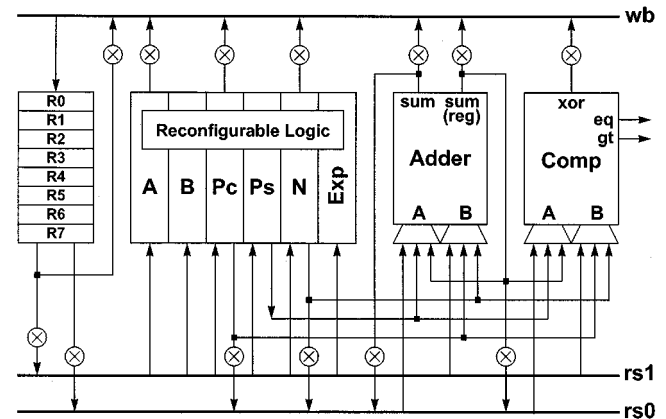 wb
R0
R1
R2
R3
R4
R5
R6
R7
Reconfigurable Logic
A B Pc Ps N Exp
sum sum (reg)
Adder
A B
xor
eq
gt
Comp
A B
rs1
rs0